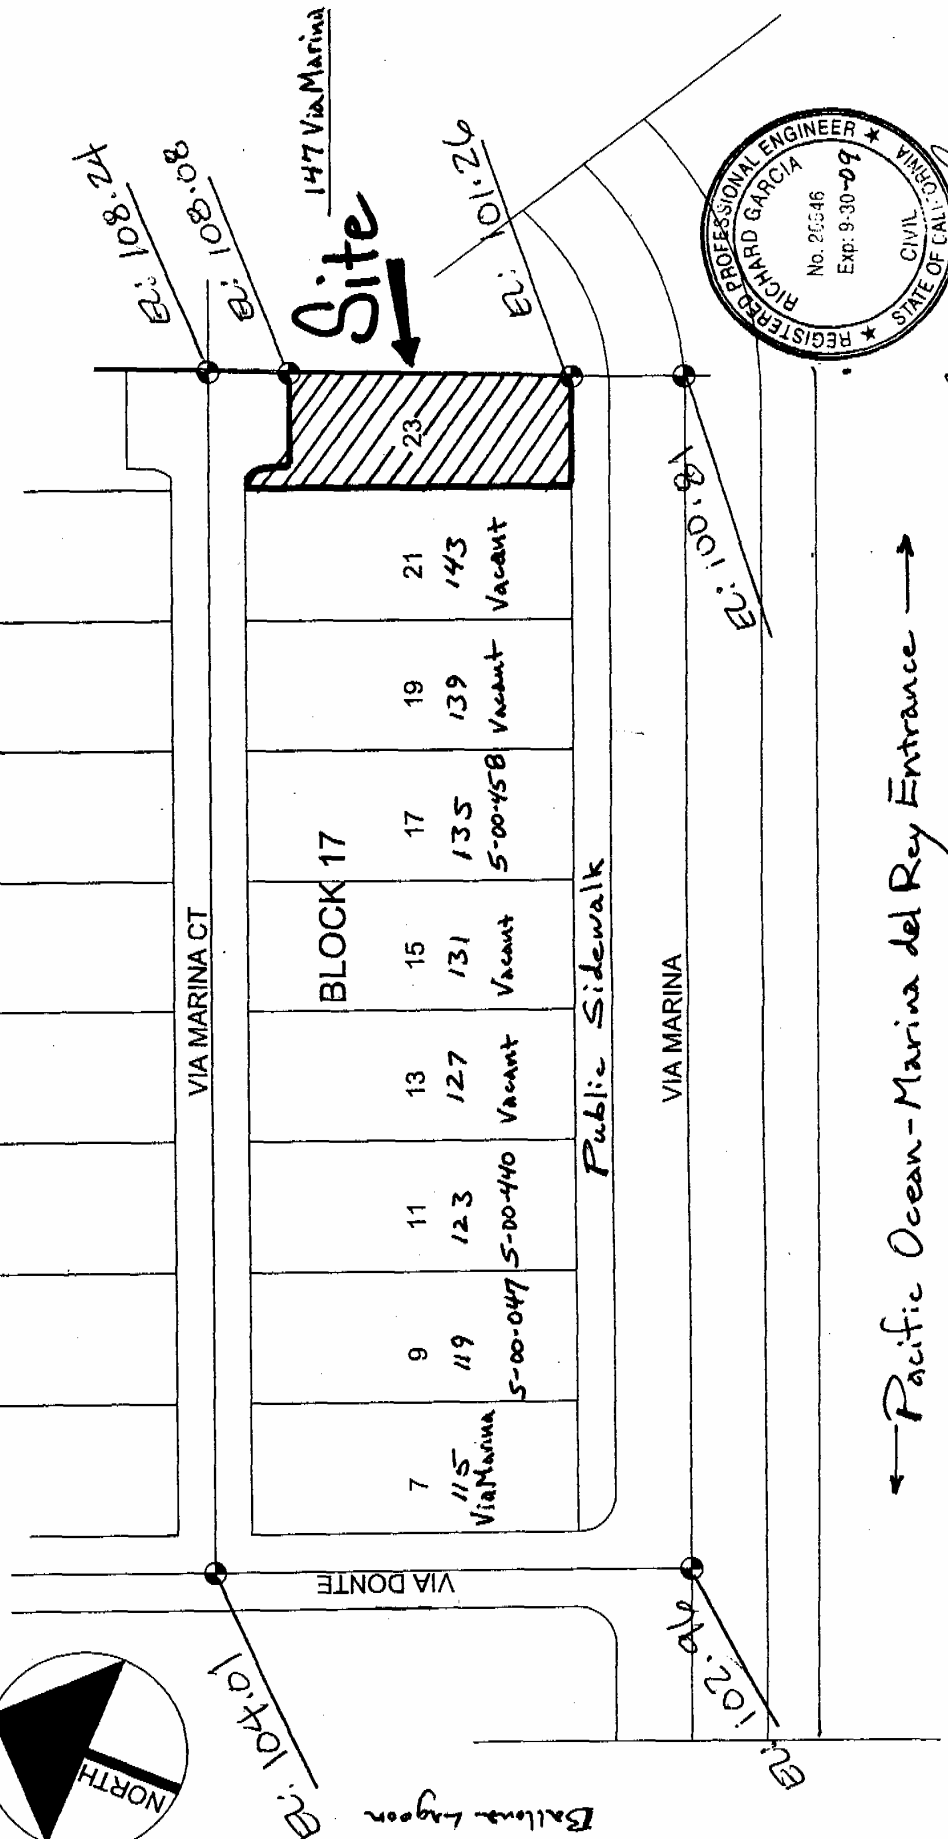 EL: 108.24
EL: 108.08
147 Via Marina
Site
EL: 101.26
23
VIA MARINA CT
BLOCK 17
21
143
Vacant
19
139
Vacant
17
135
5-00-458
15
131
Vacant
13
127
Vacant
11
123
5-00-440
9
119
5-00-047
7
115
Via Marina
Public Sidewalk
EL: 100.81
VIA MARINA
VIA DONTE
EL: 104.01
EL: 102.96
NORTH
Ballona Lagoon
← Pacific Ocean - Marina del Rey Entrance →
REGISTERED PROFESSIONAL ENGINEER
RICHARD GARCIA
Exp: 9-30-09
CIVIL
STATE OF CALIFORNIA